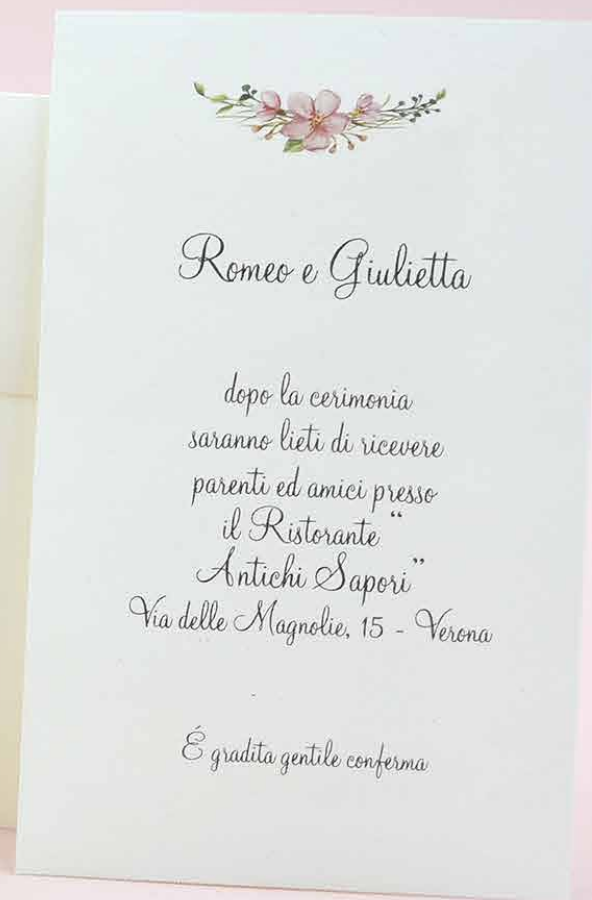 Romeo e Giulietta
dopo la cerimonia
saranno lieti di ricevere
parenti ed amici presso
il Ristorante “
Antichi Sapori”
Via delle Magnolie, 15 - Verona
É gradita gentile conferma